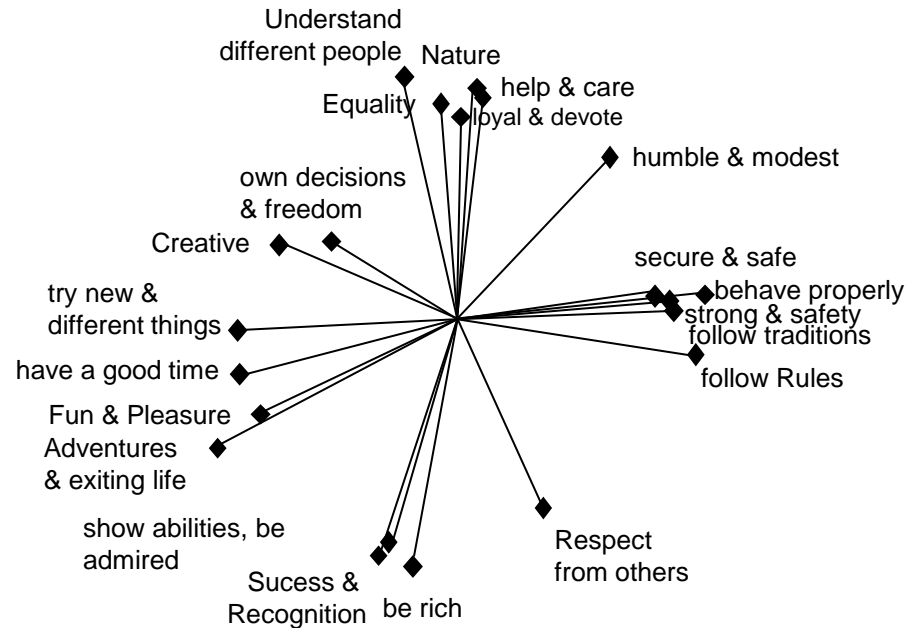 Understand
different people
Nature
help & care
Equality
loyal & devote
humble & modest
own decisions
& freedom
Creative
secure & safe
try new &
different things
behave properly
strong & safety
follow traditions
have a good time
follow Rules
Fun & Pleasure
Adventures
& exiting life
show abilities, be
admired
Respect
from others
Sucess &
Recognition
be rich